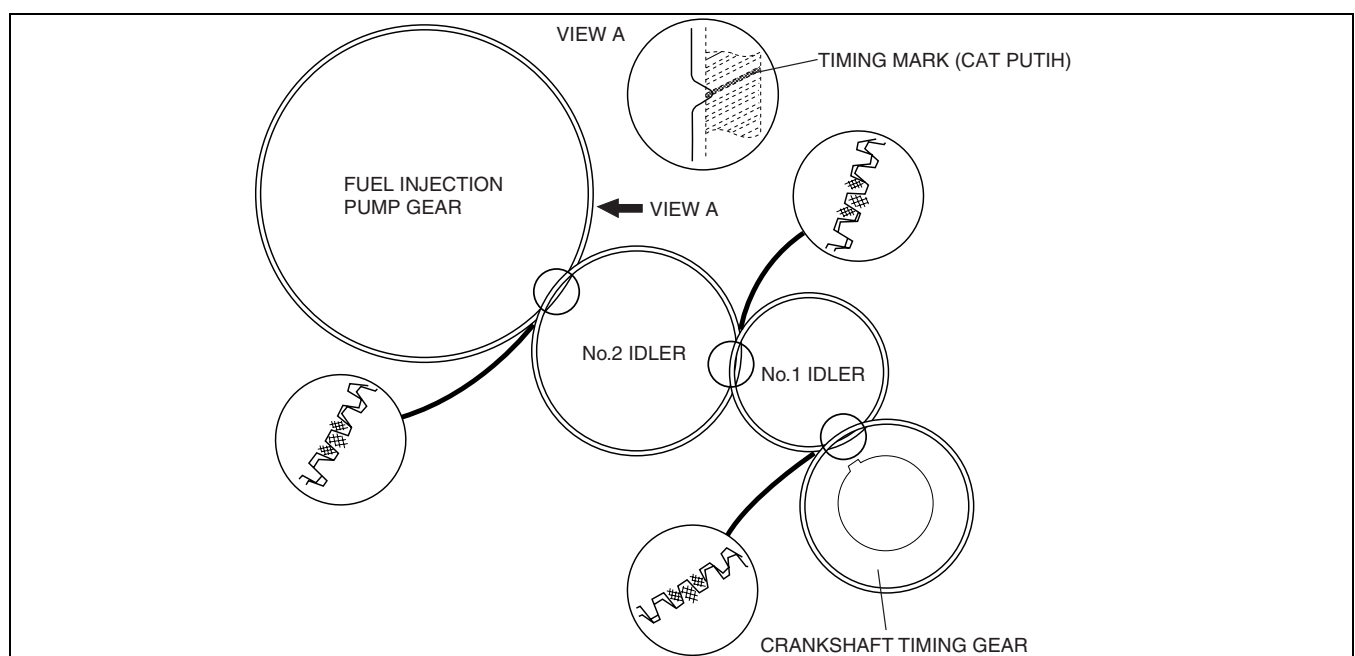 VIEW A
TIMING MARK (CAT PUTIH)
FUEL INJECTION
PUMP GEAR
VIEW A
No.2 IDLER
No.1 IDLER
CRANKSHAFT TIMING GEAR